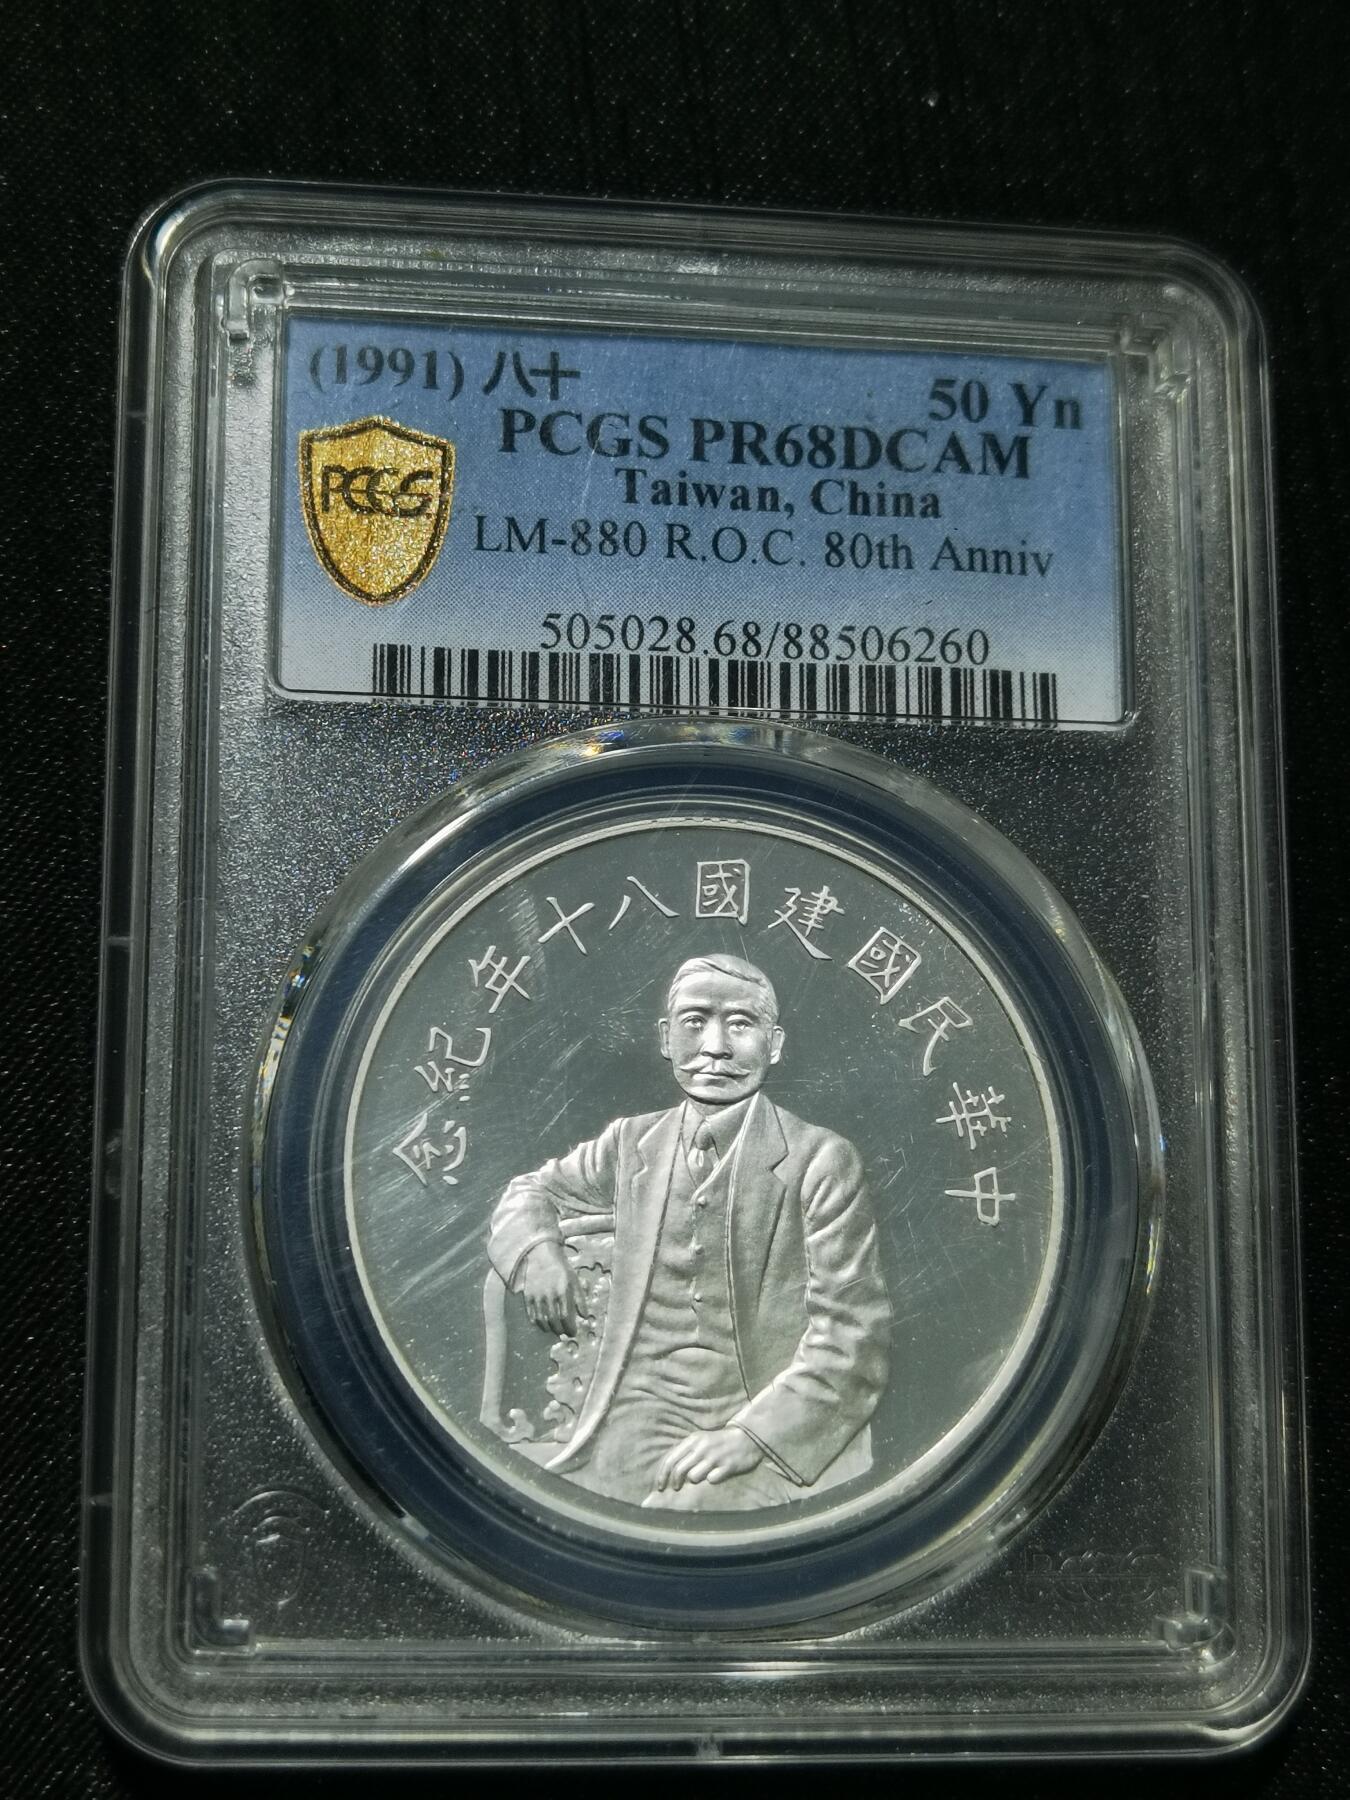 (1991) 八十 50 Yn
PCGS PR68DCAM
PCGS
Taiwan, China
LM-880 R.O.C. 80th Anniv
505028.68/88506260
中華民國建國八十年紀念
PCGS